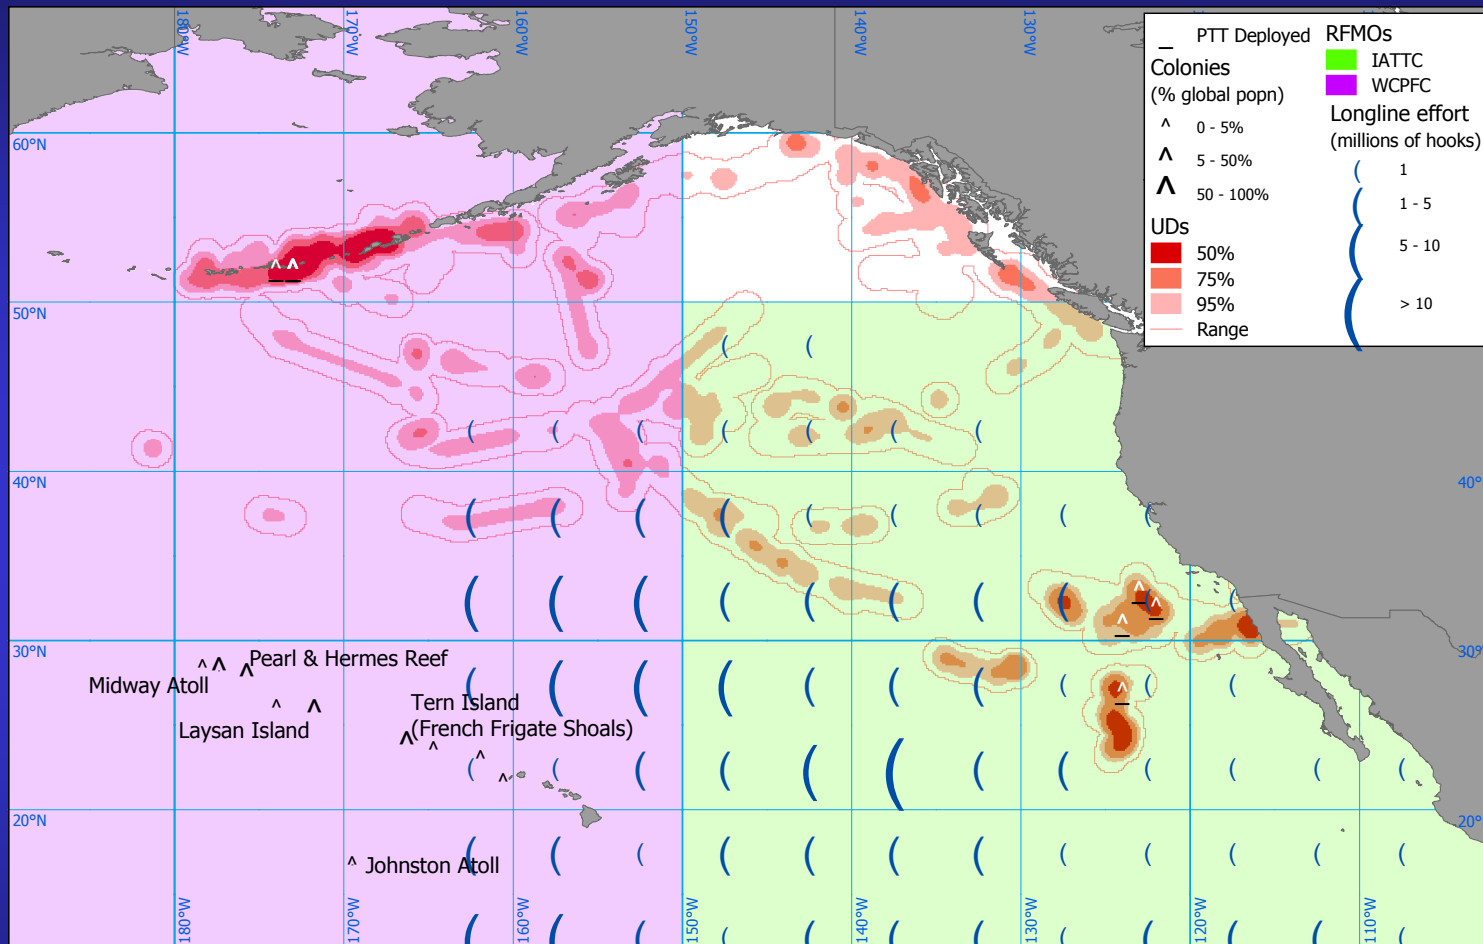 180°W
170°W
160°W
150°W
140°W
130°W
PTT Deployed
Colonies
(% global popn)
0 - 5%
5 - 50%
50 - 100%
UDs
50%
75%
95%
Range
RFMOs
IATTC
WCPFC
Longline effort
(millions of hooks)
1
1 - 5
5 - 10
> 10
60°N
50°N
40°N
40°
30°N
30°
Pearl & Hermes Reef
Midway Atoll
Tern Island
Laysan Island
(French Frigate Shoals)
20°N
20°
Johnston Atoll
180°W
170°W
160°W
150°W
140°W
130°W
120°W
110°W